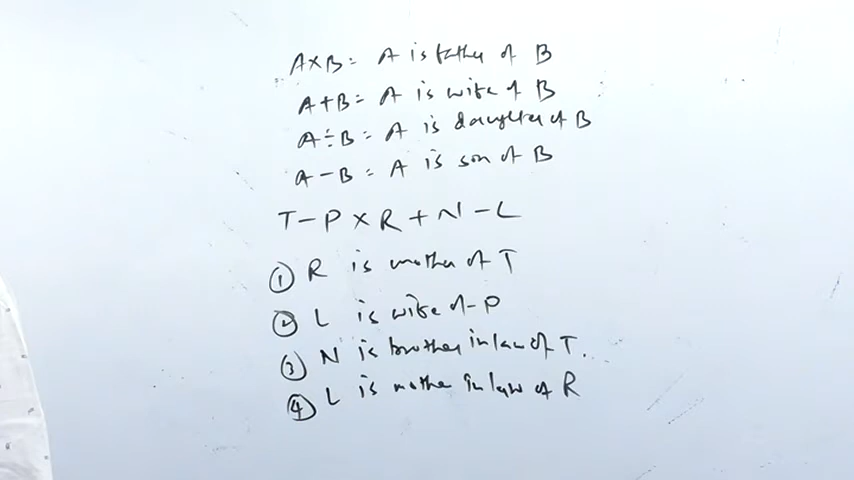 A×B = A is father of B
A+B = A is wife of B
A÷B = A is daughter of B
A-B = A is son of B
T-P×R+N-L
① R is mother of T
② L is wife of P
③ N is brother in law of T.
④ L is mother in law of R